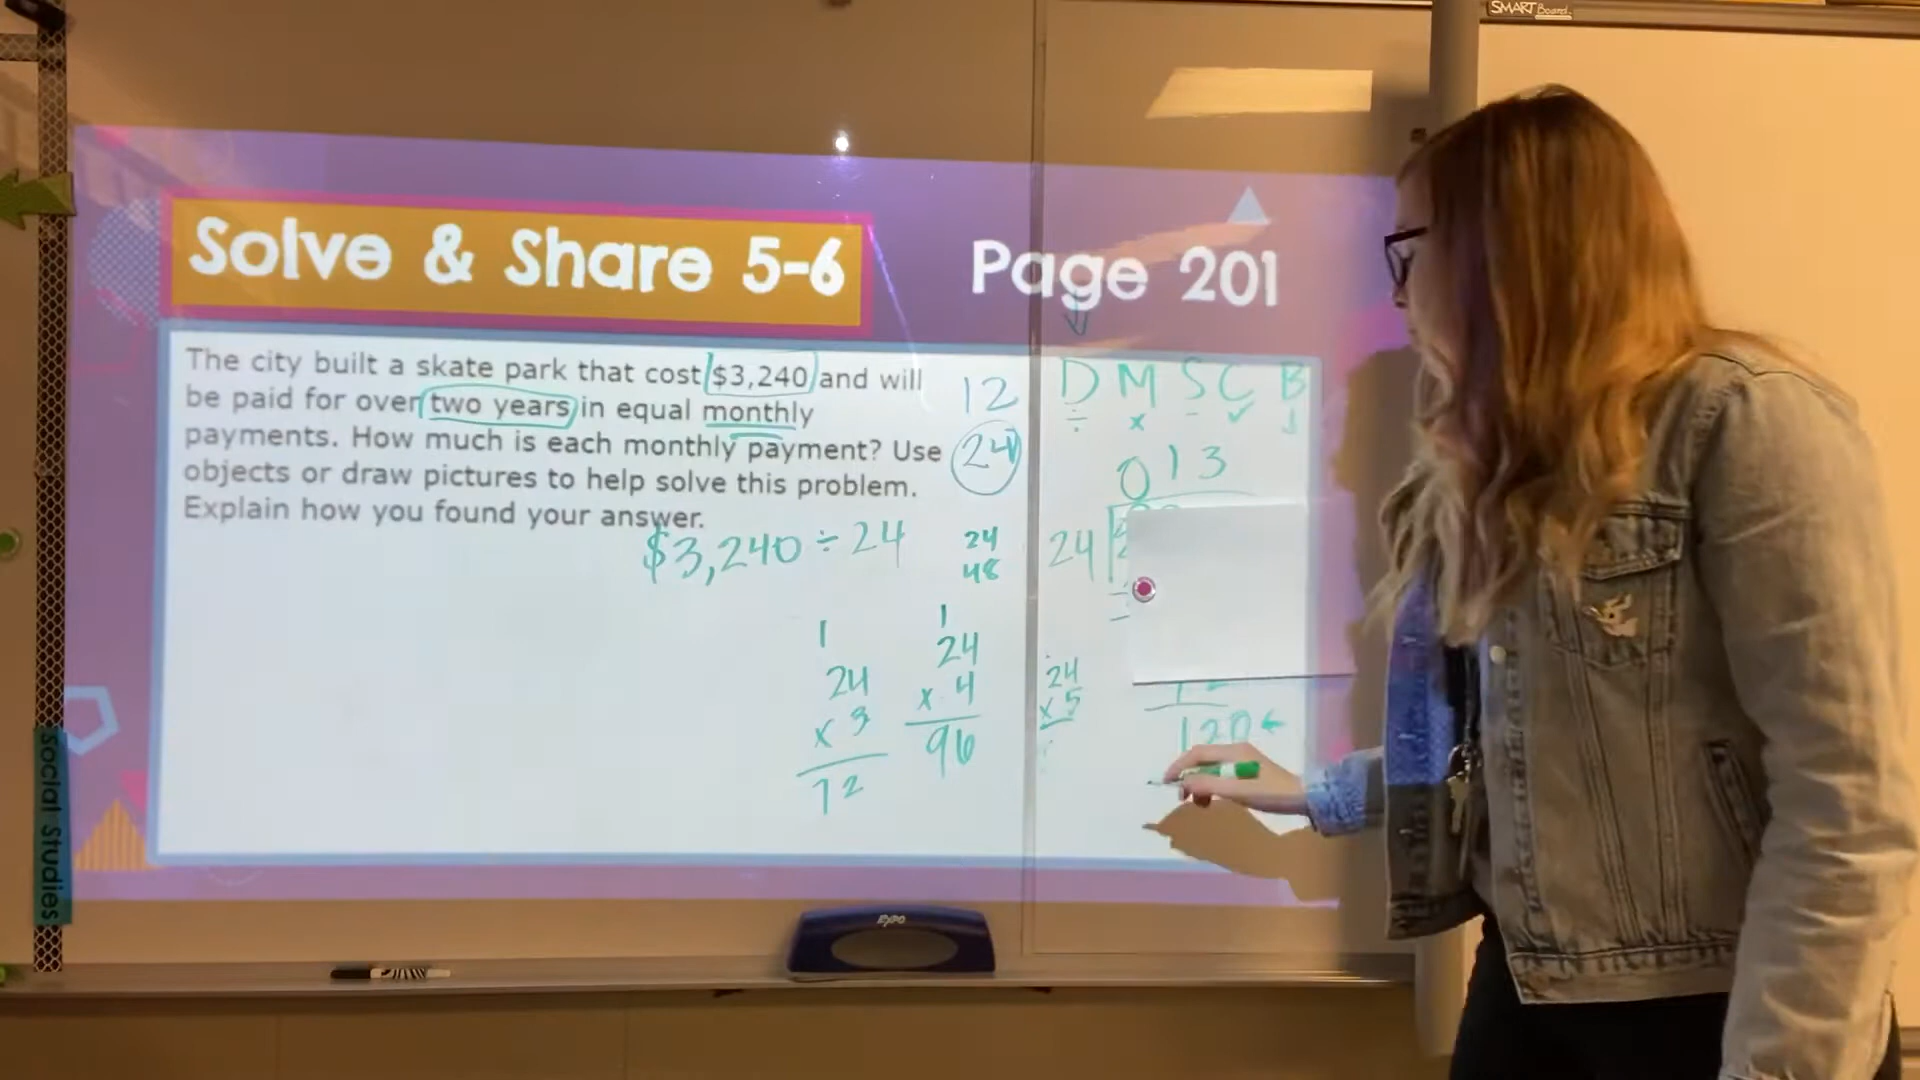 SMART Board
Solve & Share 5-6
Page 201
The city built a skate park that cost $3,240 and will
be paid for over two years in equal monthly
payments. How much is each monthly payment? Use
objects or draw pictures to help solve this problem.
Explain how you found your answer.
12
24
D M S C B
÷ × - ✓ ↓
0 1 3
$3,240 ÷ 24
24
48
24
1
24
x 3
72
1
24
x 4
96
24
x 5
120 ←
EXPO
Social Studies